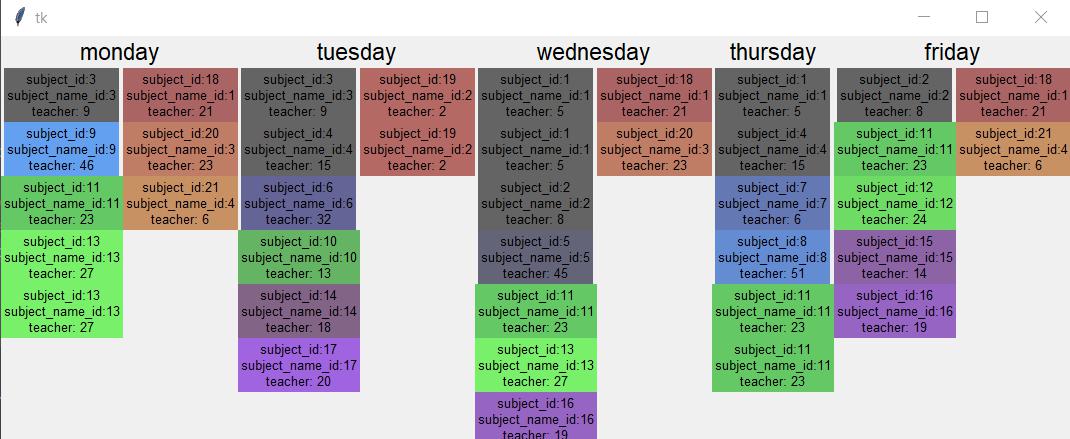 tk
monday
subject_id:3
subject_name_id:3
teacher: 9
subject_id:9
subject_name_id:9
teacher: 46
subject_id:11
subject_name_id:11
teacher: 23
subject_id:13
subject_name_id:13
teacher: 27
subject_id:13
subject_name_id:13
teacher: 27
subject_id:18
subject_name_id:1
teacher: 21
subject_id:20
subject_name_id:3
teacher: 23
subject_id:21
subject_name_id:4
teacher: 6
tuesday
subject_id:3
subject_name_id:3
teacher: 9
subject_id:4
subject_name_id:4
teacher: 15
subject_id:6
subject_name_id:6
teacher: 32
subject_id:10
subject_name_id:10
teacher: 13
subject_id:14
subject_name_id:14
teacher: 18
subject_id:17
subject_name_id:17
teacher: 20
subject_id:19
subject_name_id:2
teacher: 2
subject_id:19
subject_name_id:2
teacher: 2
wednesday
subject_id:1
subject_name_id:1
teacher: 5
subject_id:1
subject_name_id:1
teacher: 5
subject_id:2
subject_name_id:2
teacher: 8
subject_id:5
subject_name_id:5
teacher: 45
subject_id:11
subject_name_id:11
teacher: 23
subject_id:13
subject_name_id:13
teacher: 27
subject_id:16
subject_name_id:16
teacher: 19
subject_id:18
subject_name_id:1
teacher: 21
subject_id:20
subject_name_id:3
teacher: 23
thursday
subject_id:1
subject_name_id:1
teacher: 5
subject_id:4
subject_name_id:4
teacher: 15
subject_id:7
subject_name_id:7
teacher: 6
subject_id:8
subject_name_id:8
teacher: 51
subject_id:11
subject_name_id:11
teacher: 23
subject_id:11
subject_name_id:11
teacher: 23
friday
subject_id:2
subject_name_id:2
teacher: 8
subject_id:11
subject_name_id:11
teacher: 23
subject_id:12
subject_name_id:12
teacher: 24
subject_id:15
subject_name_id:15
teacher: 14
subject_id:16
subject_name_id:16
teacher: 19
subject_id:18
subject_name_id:1
teacher: 21
subject_id:21
subject_name_id:4
teacher: 6